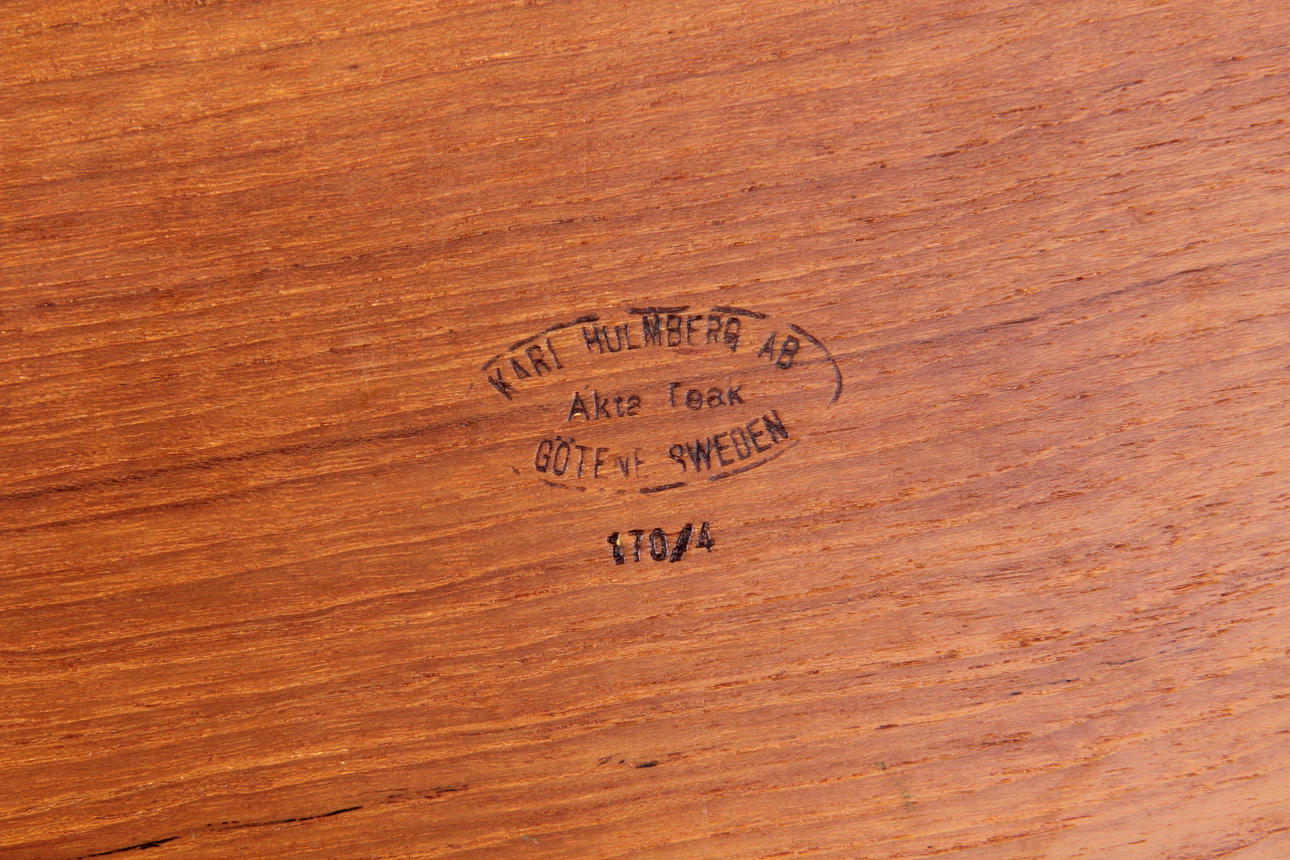 KARL HOLMBERG AB
Äkta Teak
GÖTENE SWEDEN
170/4